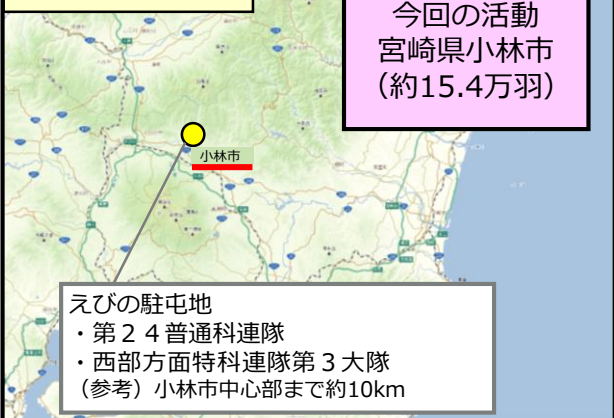 今回の活動
宮崎県小林市
（約15.4万羽）
小林市
えびの駐屯地
・第２４普通科連隊
・西部方面特科連隊第３大隊
（参考）小林市中心部まで約10km